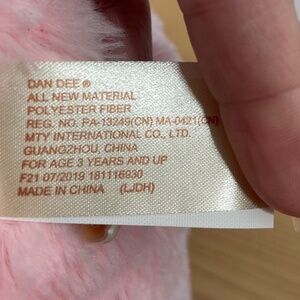 DAN DEE ®
ALL NEW MATERIAL
POLYESTER FIBER
REG. NO. PA-13249(CN) MA-0421(CN)
MTY INTERNATIONAL CO., LTD.
GUANGZHOU, CHINA
FOR AGE 3 YEARS AND UP
F21 07/2019 181116930
MADE IN CHINA (LJDH)